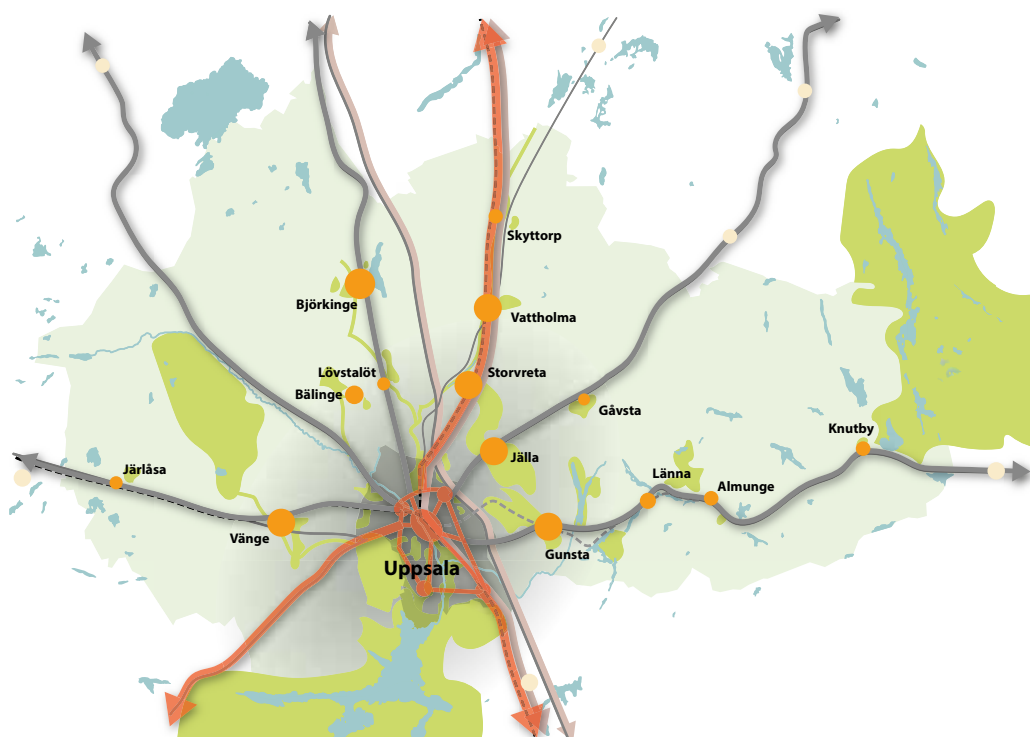 Skyttorp
Björkinge
Vattholma
Lövstalöt
Storvreta
Bälinge
Gåvsta
Knutby
Jälla
Järlåsa
Länna
Almunge
Vänge
Gunsta
Uppsala